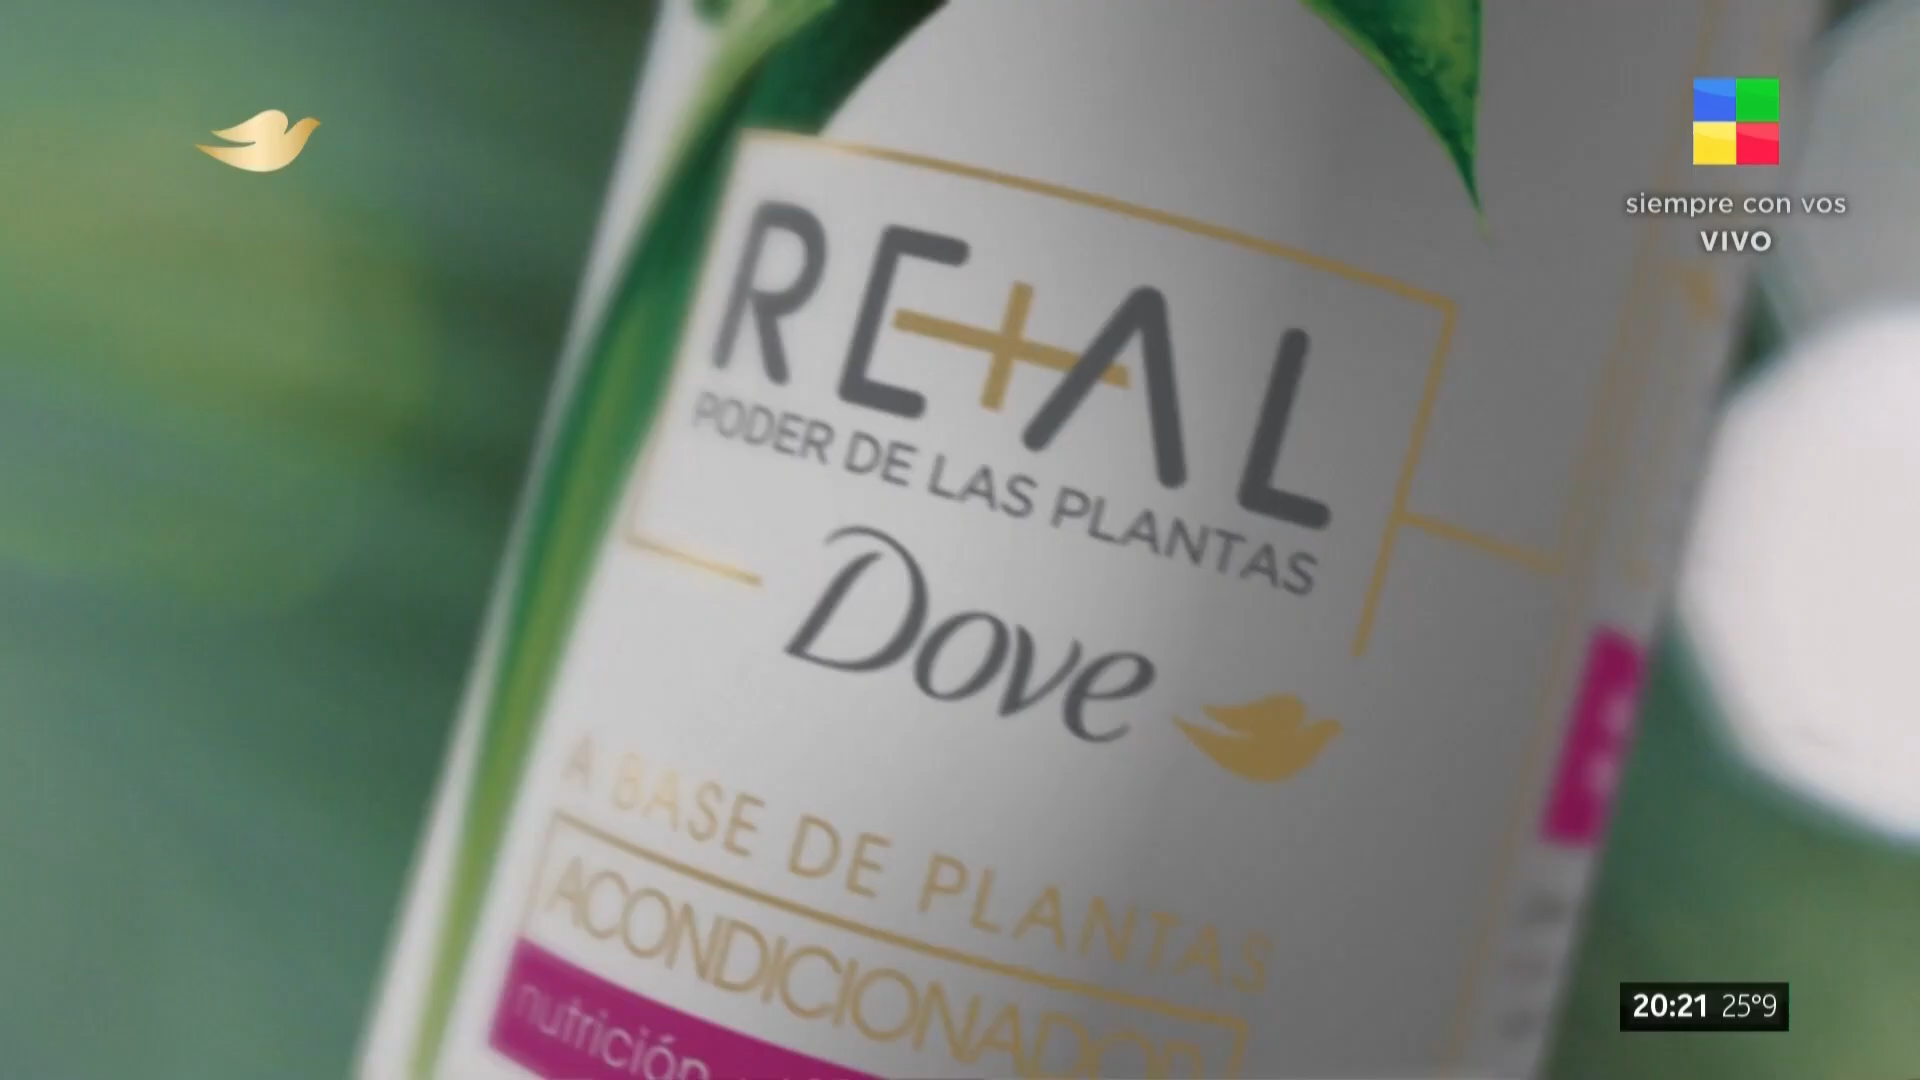 siempre con vos
VIVO
RE+AL
PODER DE LAS PLANTAS
Dove
A BASE DE PLANTAS
ACONDICIONADOR
nutrición
20:21 25°9